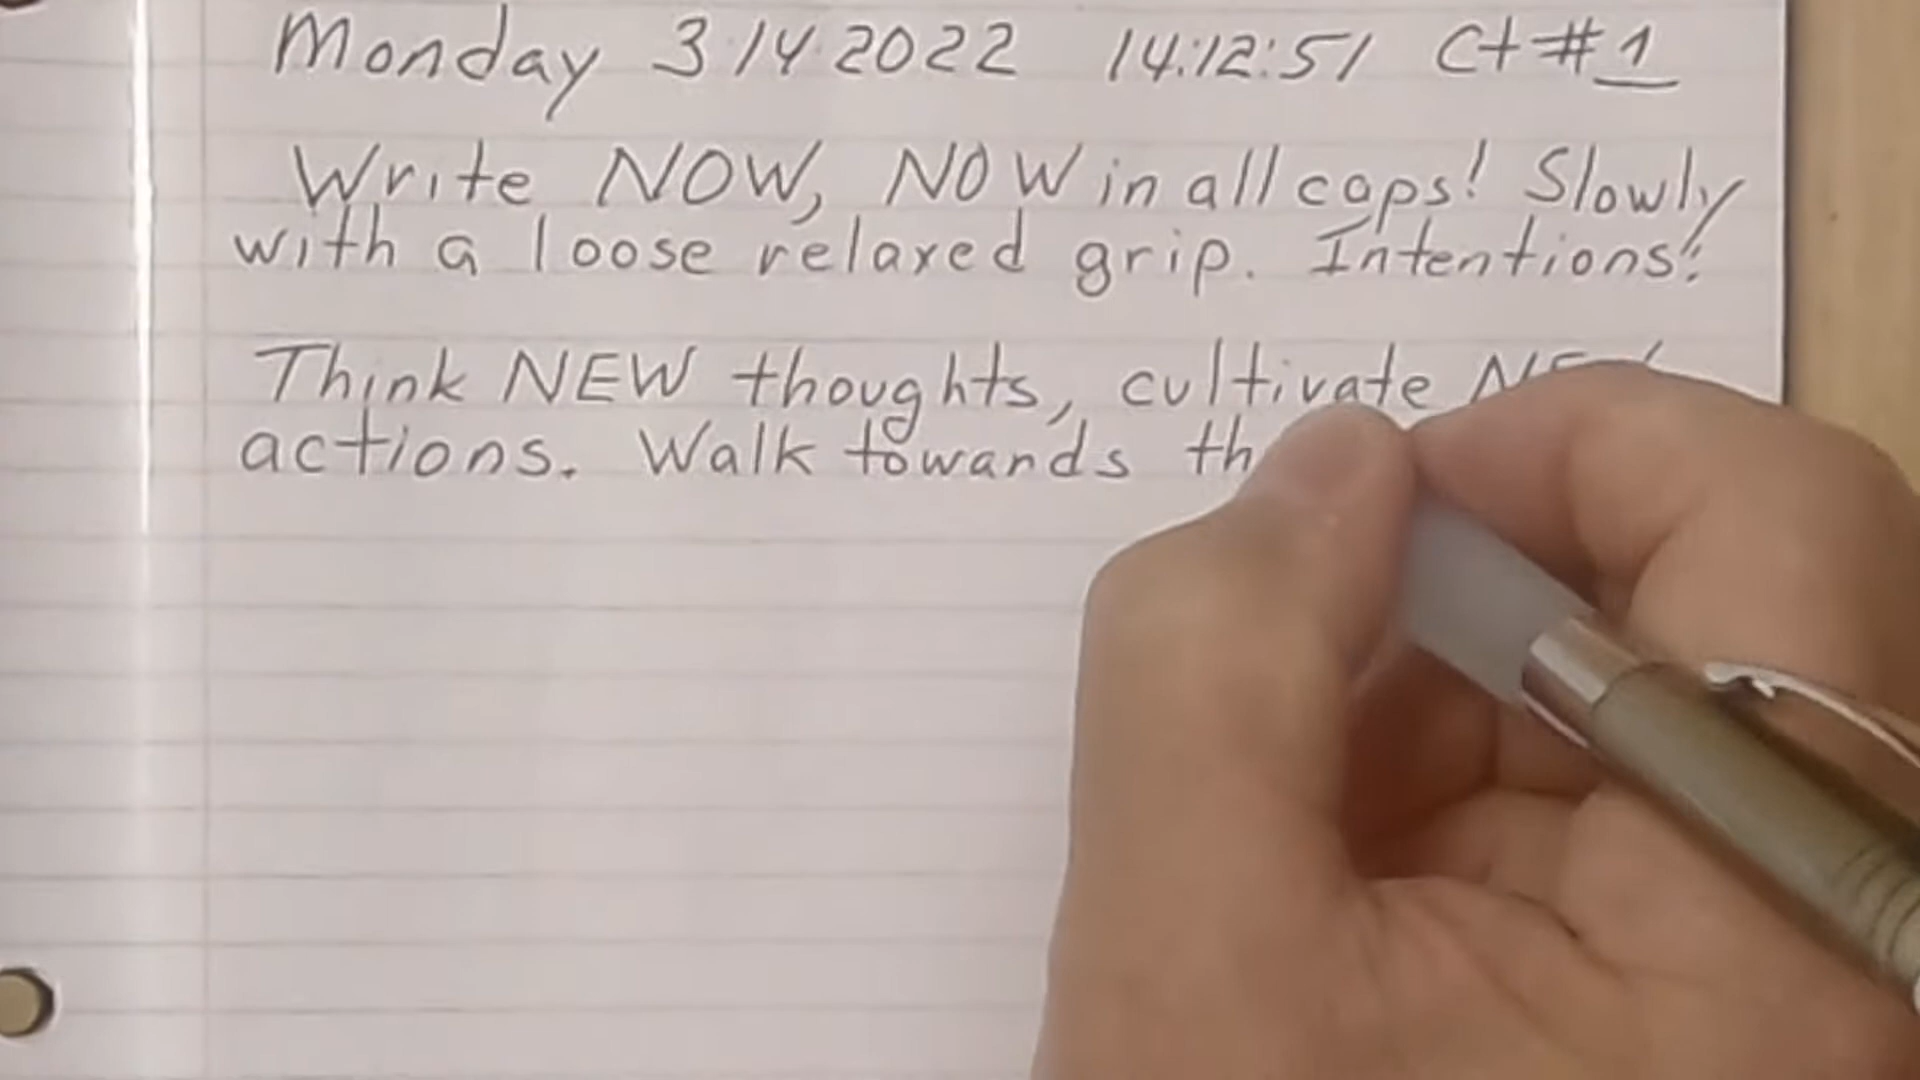 Monday 3 14 2022 14:12:51 Ct #1
Write NOW, NOW in all caps! Slowly
with a loose relaxed grip. Intentions!
Think NEW thoughts, cultivate
actions. Walk towards th